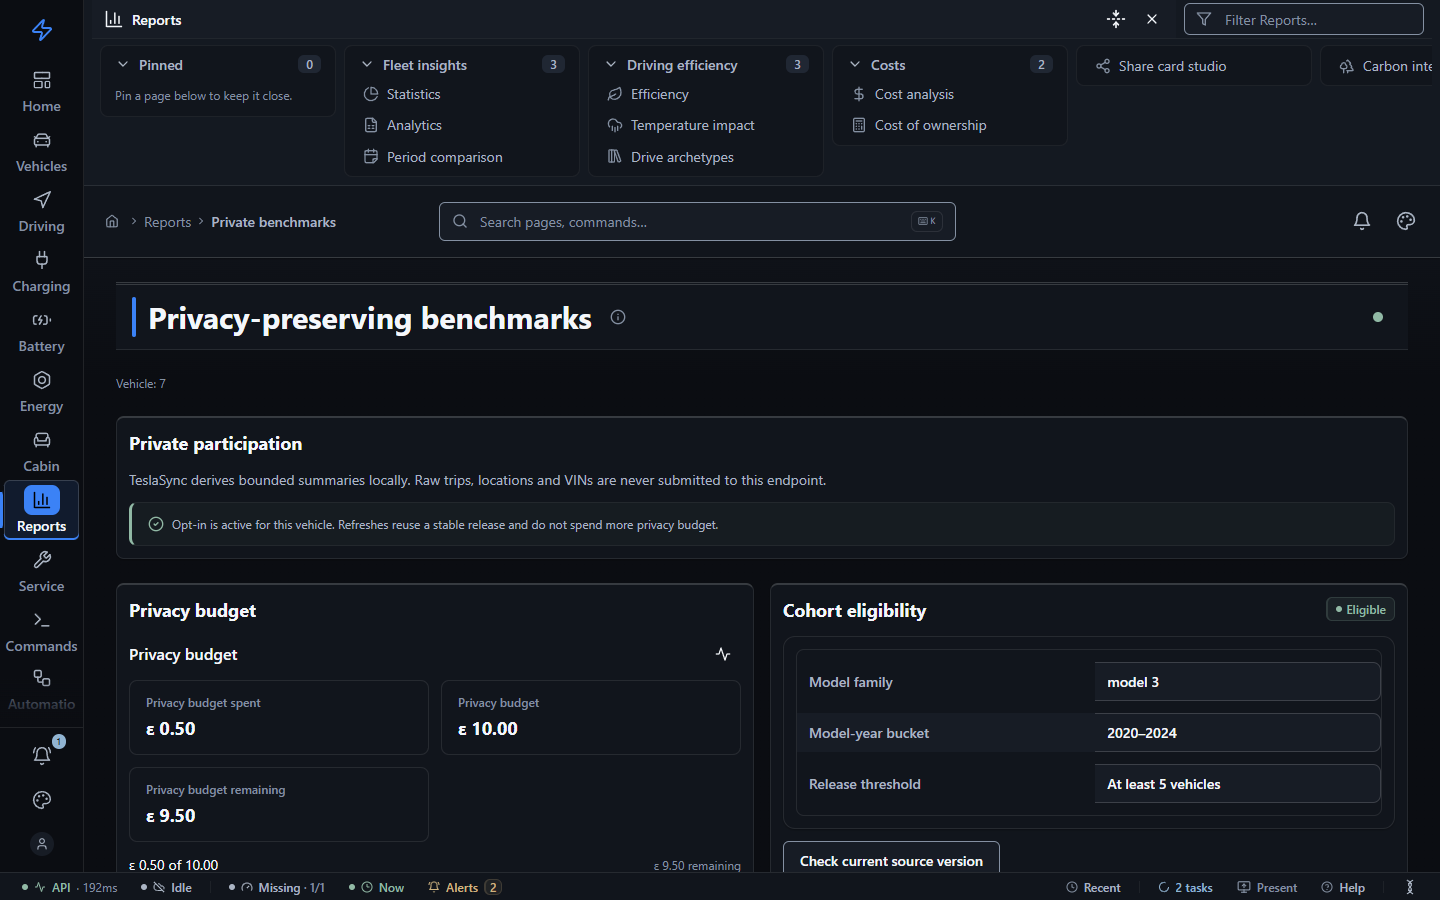 Reports
Filter Reports...
Pinned 0
Pin a page below to keep it close.
Fleet insights 3
Statistics
Analytics
Period comparison
Driving efficiency 3
Efficiency
Temperature impact
Drive archetypes
Costs 2
Cost analysis
Cost of ownership
Share card studio
Carbon inte
Home
Vehicles
Driving
Charging
Battery
Energy
Cabin
Reports
Service
Commands
Automatio
1
Reports Private benchmarks
Search pages, commands... K
Privacy-preserving benchmarks
Vehicle: 7
Private participation
TeslaSync derives bounded summaries locally. Raw trips, locations and VINs are never submitted to this endpoint.
Opt-in is active for this vehicle. Refreshes reuse a stable release and do not spend more privacy budget.
Privacy budget
Privacy budget
Privacy budget spent
ε 0.50
Privacy budget
ε 10.00
Privacy budget remaining
ε 9.50
ε 0.50 of 10.00
ε 9.50 remaining
Cohort eligibility
Eligible
Model family model 3
Model-year bucket 2020–2024
Release threshold At least 5 vehicles
Check current source version
API · 192ms
Idle
Missing · 1/1
Now
Alerts 2
Recent
2 tasks
Present
Help